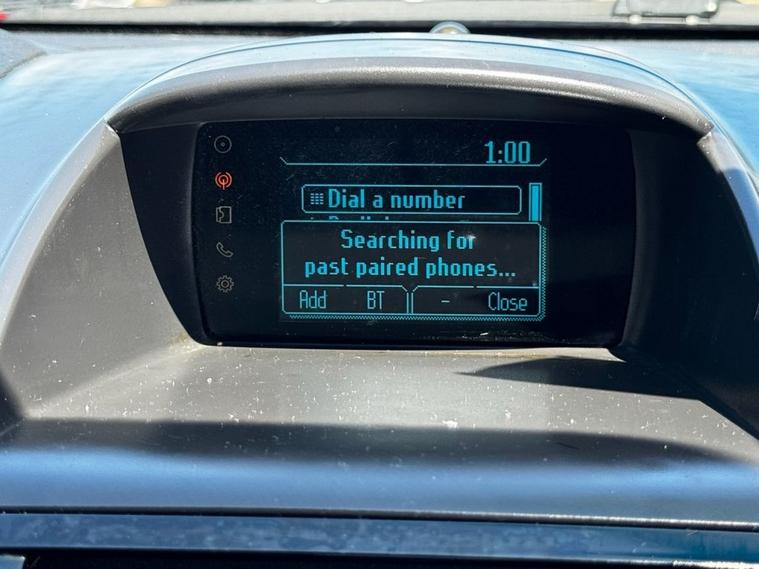 1:00
Dial a number
Searching for
past paired phones...
Add BT - Close